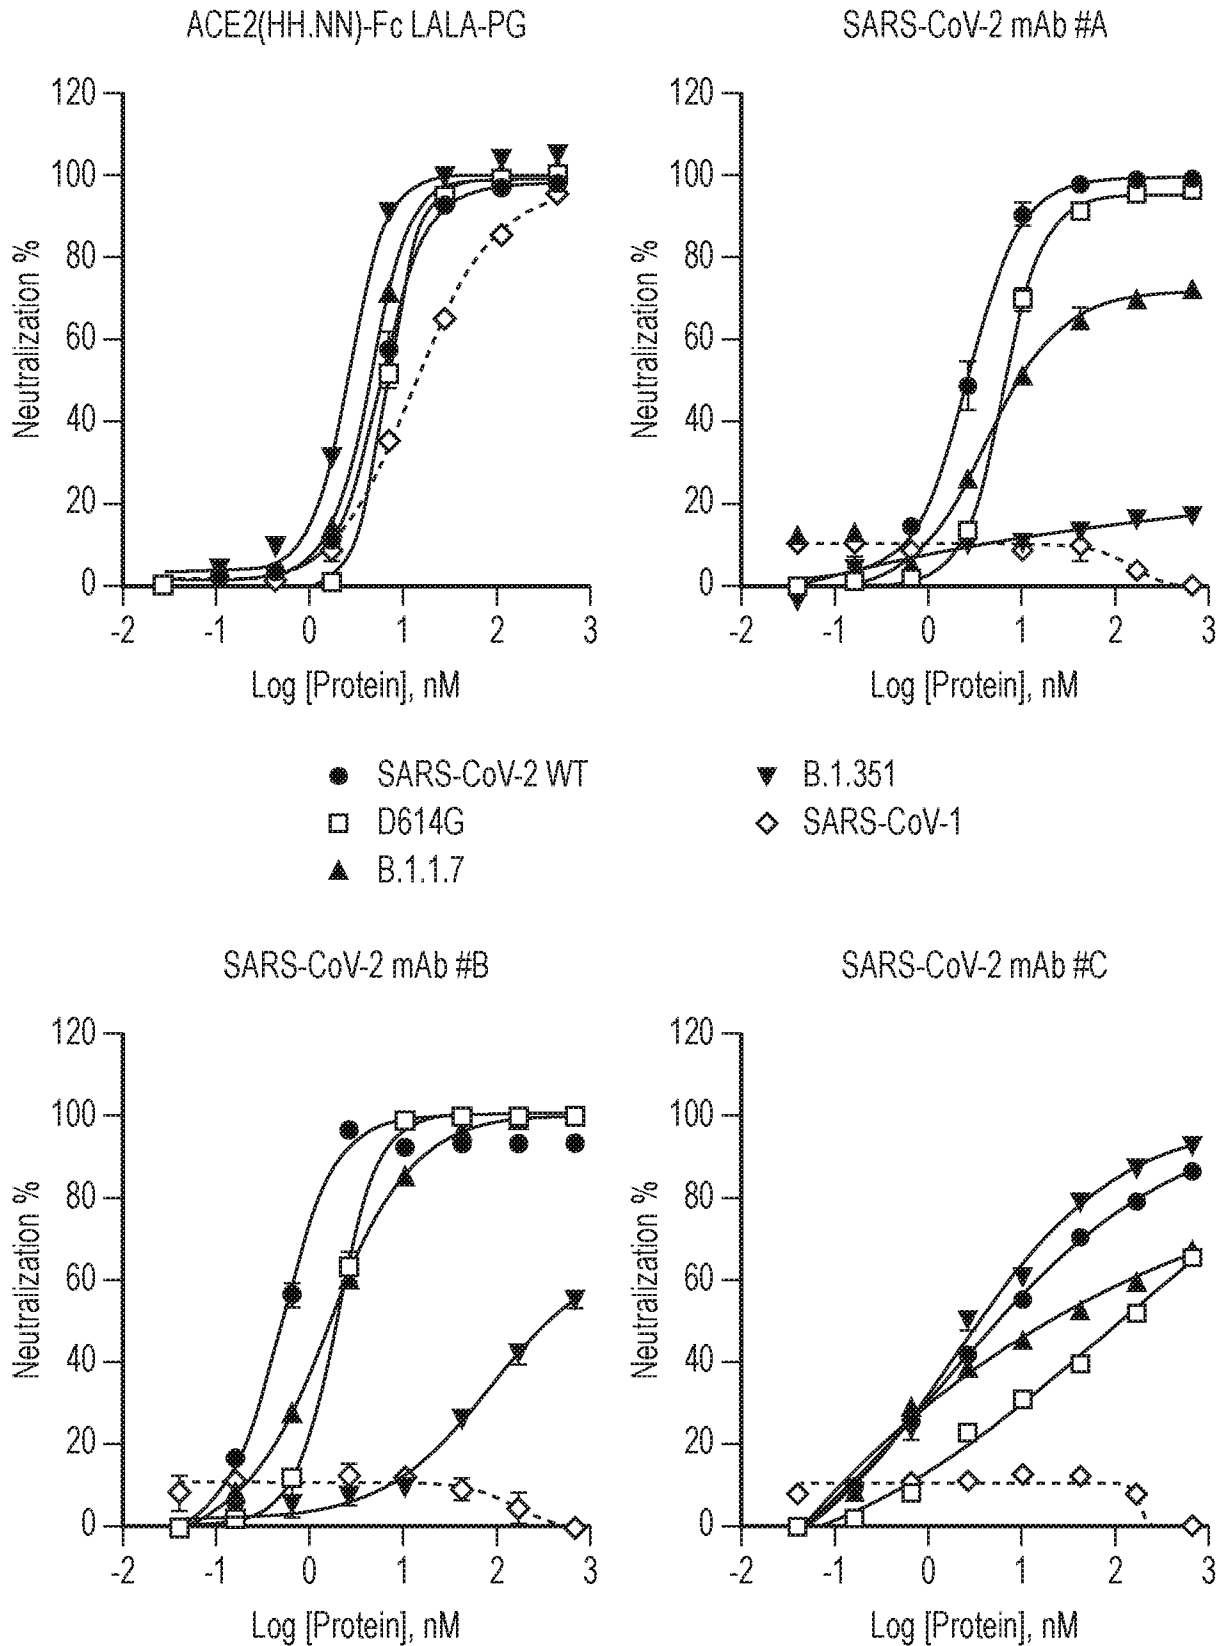 ACE2(HH.NN)-Fc LALA-PG
Neutralization %
120
100
80
60
40
20
0
-2 -1 0 1 2 3
Log [Protein], nM
SARS-CoV-2 mAb #A
Neutralization %
120
100
80
60
40
20
0
-2 -1 0 1 2 3
Log [Protein], nM
SARS-CoV-2 WT
D614G
B.1.1.7
B.1.351
SARS-CoV-1
SARS-CoV-2 mAb #B
Neutralization %
120
100
80
60
40
20
0
-2 -1 0 1 2 3
Log [Protein], nM
SARS-CoV-2 mAb #C
Neutralization %
120
100
80
60
40
20
0
-2 -1 0 1 2 3
Log [Protein], nM